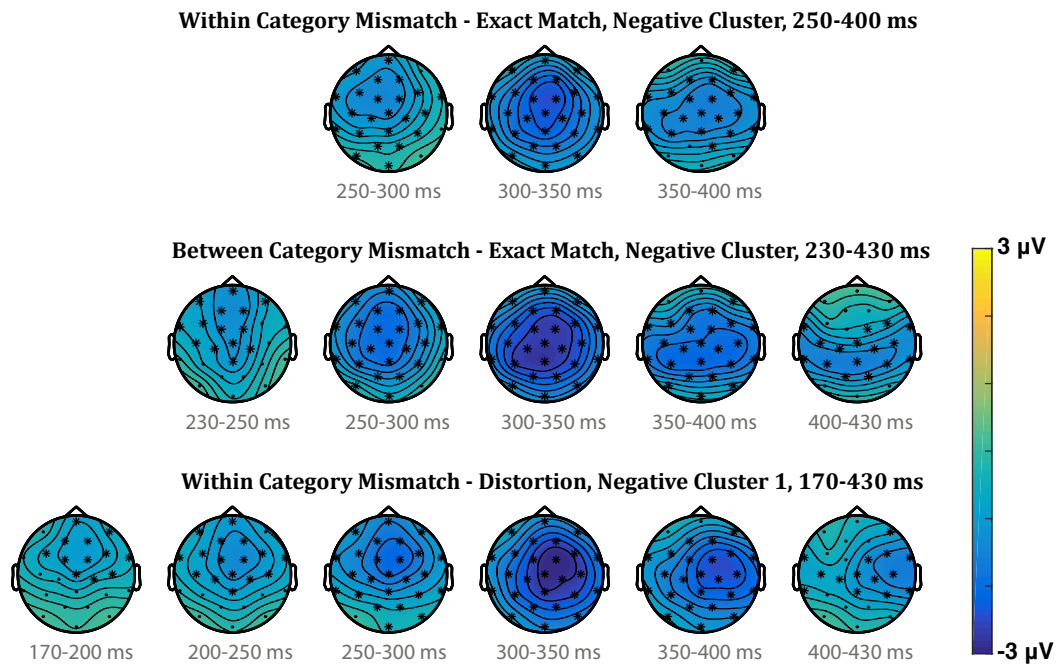 Within Category Mismatch - Exact Match, Negative Cluster, 250-400 ms
250-300 ms 300-350 ms 350-400 ms
Between Category Mismatch - Exact Match, Negative Cluster, 230-430 ms
3 µV
230-250 ms 250-300 ms 300-350 ms 350-400 ms 400-430 ms
Within Category Mismatch - Distortion, Negative Cluster 1, 170-430 ms
170-200 ms 200-250 ms 250-300 ms 300-350 ms 350-400 ms 400-430 ms
-3 µV